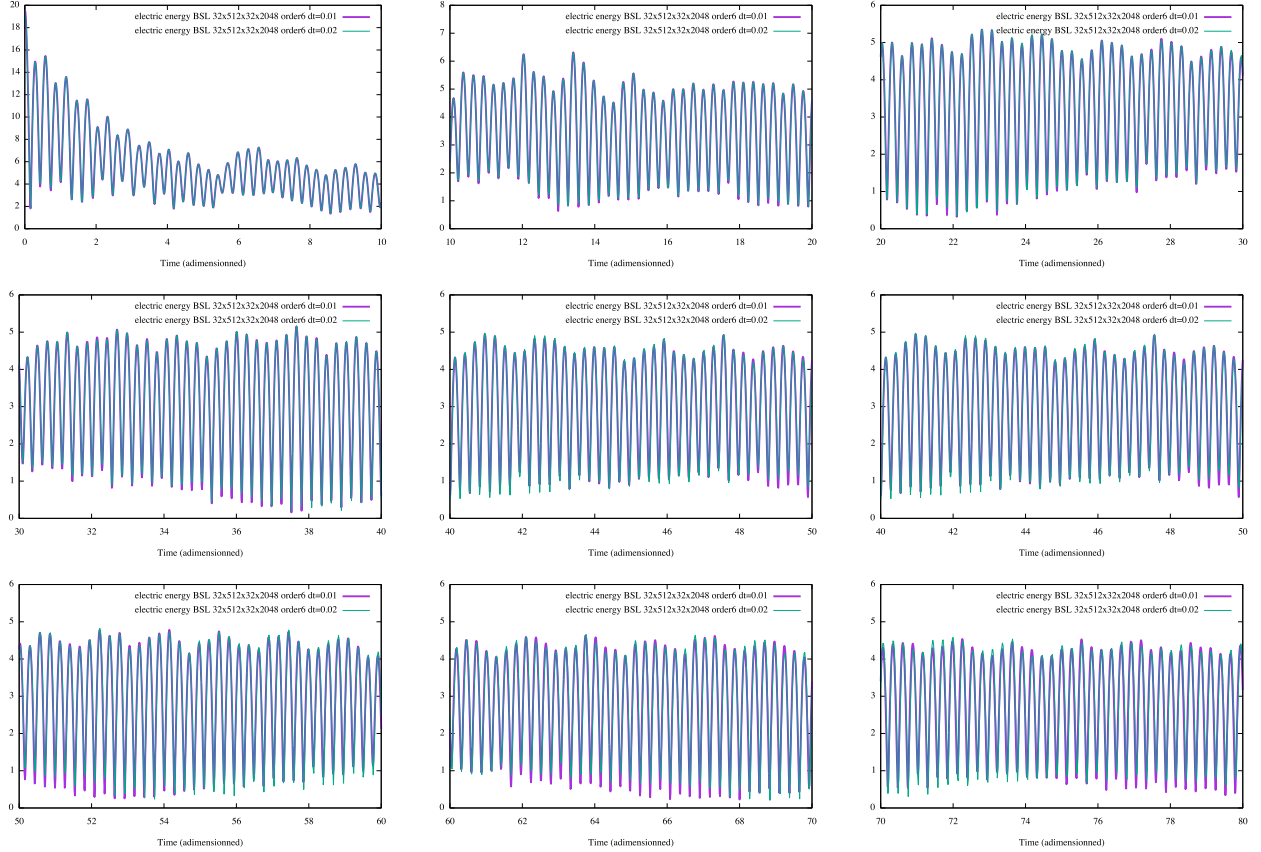 electric energy BSL 32x512x32x2048 order6 dt=0.01
electric energy BSL 32x512x32x2048 order6 dt=0.02
20
18
16
14
12
10
8
6
4
2
0
0 2 4 6 8 10
Time (adimensionned)
electric energy BSL 32x512x32x2048 order6 dt=0.01
electric energy BSL 32x512x32x2048 order6 dt=0.02
8
7
6
5
4
3
2
1
0
10 12 14 16 18 20
Time (adimensionned)
electric energy BSL 32x512x32x2048 order6 dt=0.01
electric energy BSL 32x512x32x2048 order6 dt=0.02
6
5
4
3
2
1
0
20 22 24 26 28 30
Time (adimensionned)
electric energy BSL 32x512x32x2048 order6 dt=0.01
electric energy BSL 32x512x32x2048 order6 dt=0.02
6
5
4
3
2
1
0
30 32 34 36 38 40
Time (adimensionned)
electric energy BSL 32x512x32x2048 order6 dt=0.01
electric energy BSL 32x512x32x2048 order6 dt=0.02
6
5
4
3
2
1
0
40 42 44 46 48 50
Time (adimensionned)
electric energy BSL 32x512x32x2048 order6 dt=0.01
electric energy BSL 32x512x32x2048 order6 dt=0.02
6
5
4
3
2
1
0
40 42 44 46 48 50
Time (adimensionned)
electric energy BSL 32x512x32x2048 order6 dt=0.01
electric energy BSL 32x512x32x2048 order6 dt=0.02
6
5
4
3
2
1
0
50 52 54 56 58 60
Time (adimensionned)
electric energy BSL 32x512x32x2048 order6 dt=0.01
electric energy BSL 32x512x32x2048 order6 dt=0.02
6
5
4
3
2
1
0
60 62 64 66 68 70
Time (adimensionned)
electric energy BSL 32x512x32x2048 order6 dt=0.01
electric energy BSL 32x512x32x2048 order6 dt=0.02
6
5
4
3
2
1
0
70 72 74 76 78 80
Time (adimensionned)